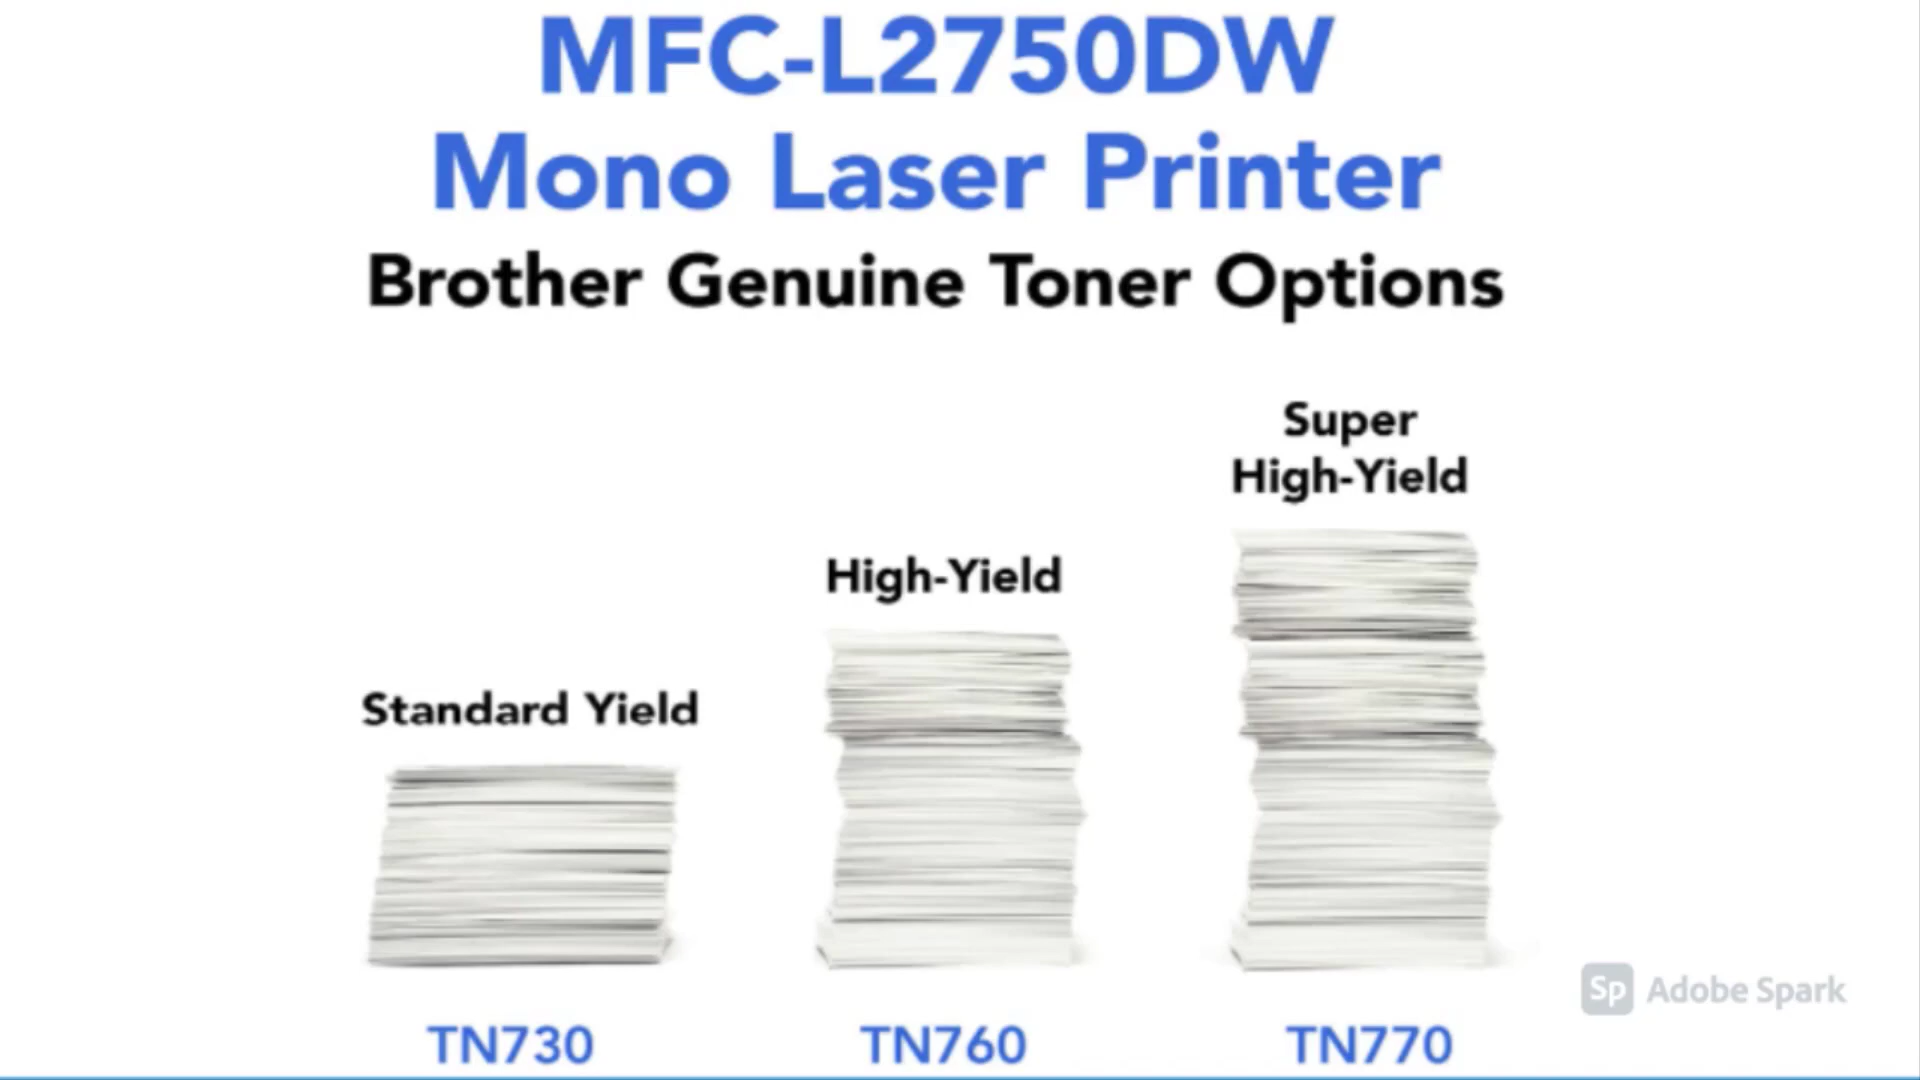 MFC-L2750DW
Mono Laser Printer
Brother Genuine Toner Options
Super
High-Yield
High-Yield
Standard Yield
Sp Adobe Spark
TN730 TN760 TN770